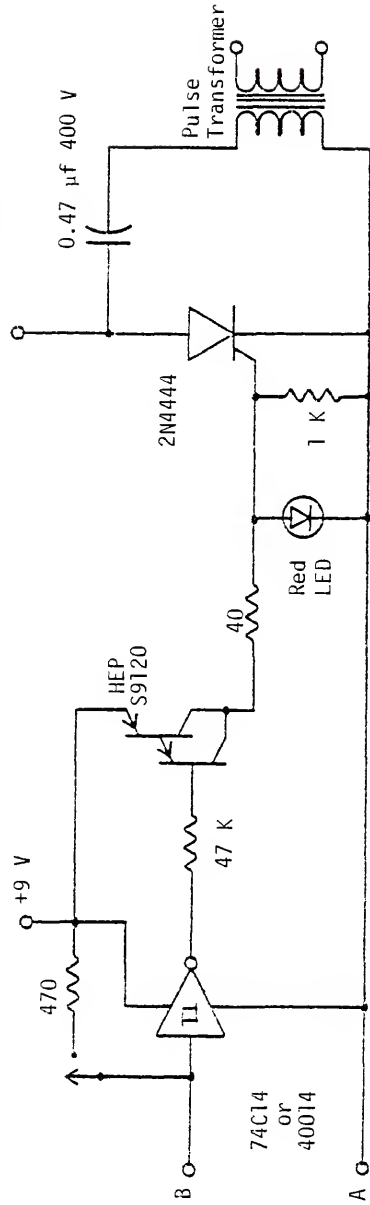 +9 V
470
B
74C14
or
40014
A
47 K
HEP
S9120
40
Red
LED
1 K
2N4444
0.47 µf 400 V
Pulse
Transformer